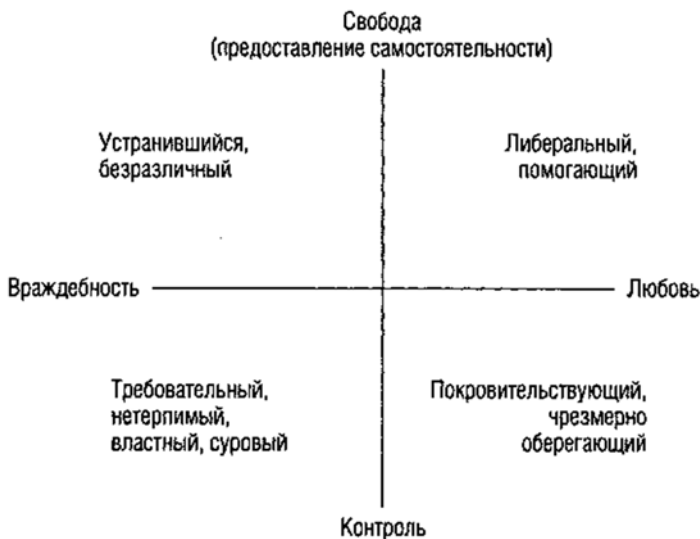 Свобода
(предоставление самостоятельности)
Устранившийся,
безразличный
Либеральный,
помогающий
Враждебность
Любовь
Требовательный,
нетерпимый,
властный, суровый
Покровительствующий,
чрезмерно
оберегающий
Контроль